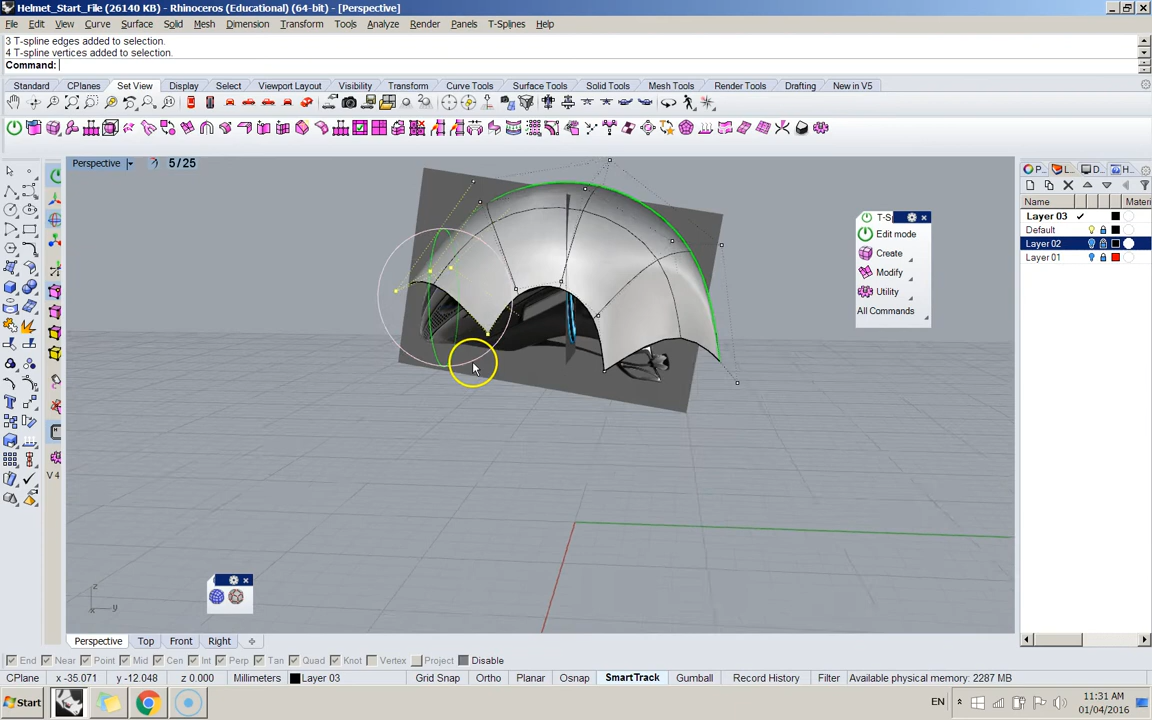 Helmet_Start_File (26140 KB) - Rhinoceros (Educational) (64-bit) - [Perspective]
File Edit View Curve Surface Solid Mesh Dimension Transform Tools Analyze Render Panels T-Splines Help
3 T-spline edges added to selection.
4 T-spline vertices added to selection.
Command:
Standard CPlanes Set View Display Select Viewport Layout Visibility Transform Curve Tools Surface Tools Solid Tools Mesh Tools Render Tools Drafting New in V5
Perspective 5/25
P... L... D... H...
Name Materi
Layer 03
Default
Layer 02
Layer 01
T-S
Edit mode
Create
Modify
Utility
All Commands
V 4
z
x y
Perspective Top Front Right
End Near Point Mid Cen Int Perp Tan Quad Knot Vertex Project Disable
CPlane x -35.071 y -12.048 z 0.000 Millimeters Layer 03 Grid Snap Ortho Planar Osnap SmartTrack Gumball Record History Filter Available physical memory: 2287 MB
Start EN 11:31 AM
01/04/2016